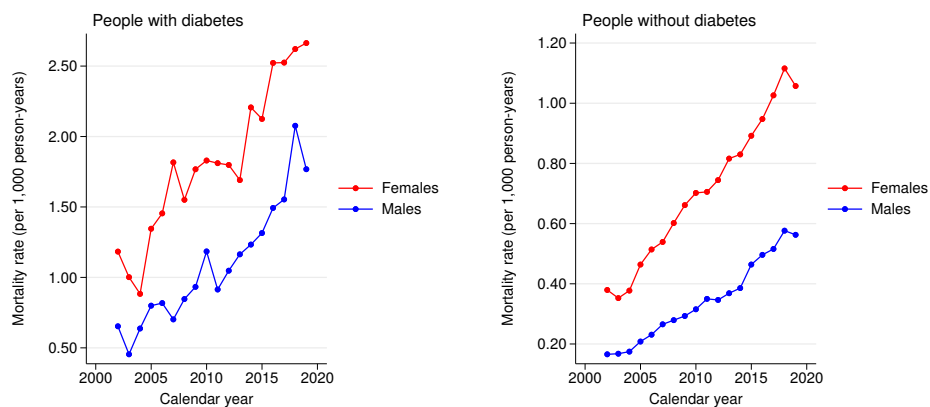 People with diabetes
Mortality rate (per 1,000 person-years)
2.50
2.00
1.50
1.00
0.50
2000
2005
2010
2015
2020
Calendar year
Females
Males
People without diabetes
Mortality rate (per 1,000 person-years)
1.20
1.00
0.80
0.60
0.40
0.20
2000
2005
2010
2015
2020
Calendar year
Females
Males